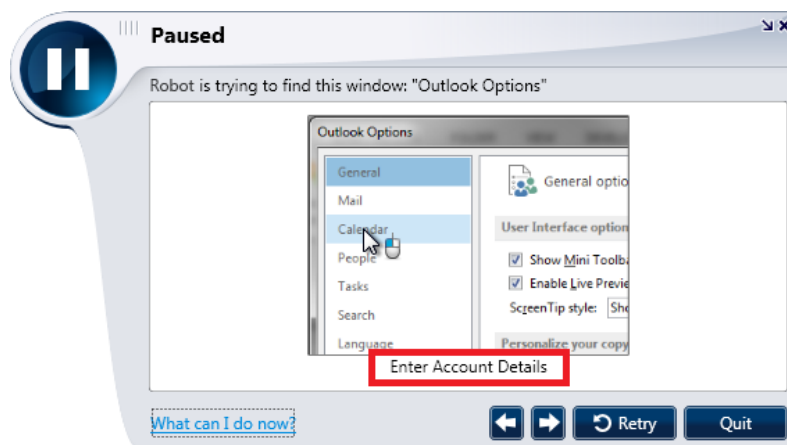 Paused
Robot is trying to find this window: "Outlook Options"
Outlook Options
General
Mail
Calendar
People
Tasks
Search
Language
General optio
User Interface option
Show Mini Toolba
Enable Live Previe
ScreenTip style: Sho
Personalize your copy
Enter Account Details
What can I do now?
Retry
Quit